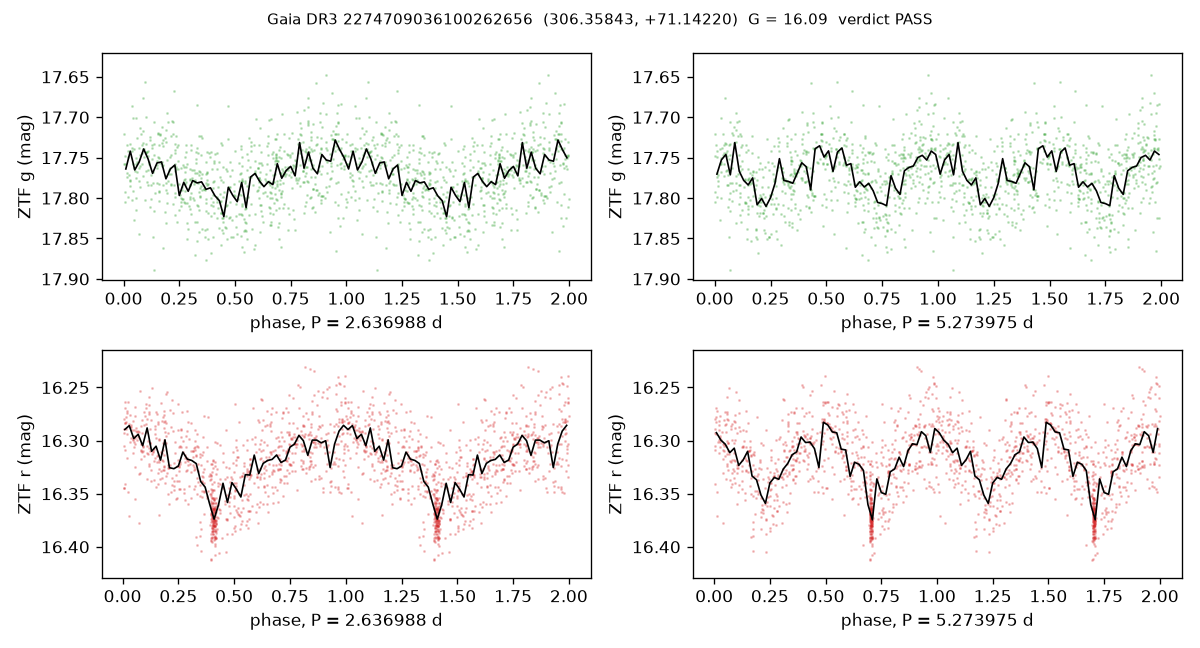 Gaia DR3 2274709036100262656 (306.35843, +71.14220) G = 16.09 verdict PASS
ZTF g (mag)
17.65
17.70
17.75
17.80
17.85
17.90
0.00 0.25 0.50 0.75 1.00 1.25 1.50 1.75 2.00
phase, P = 2.636988 d
ZTF g (mag)
17.65
17.70
17.75
17.80
17.85
17.90
0.00 0.25 0.50 0.75 1.00 1.25 1.50 1.75 2.00
phase, P = 5.273975 d
ZTF r (mag)
16.25
16.30
16.35
16.40
0.00 0.25 0.50 0.75 1.00 1.25 1.50 1.75 2.00
phase, P = 2.636988 d
ZTF r (mag)
16.25
16.30
16.35
16.40
0.00 0.25 0.50 0.75 1.00 1.25 1.50 1.75 2.00
phase, P = 5.273975 d